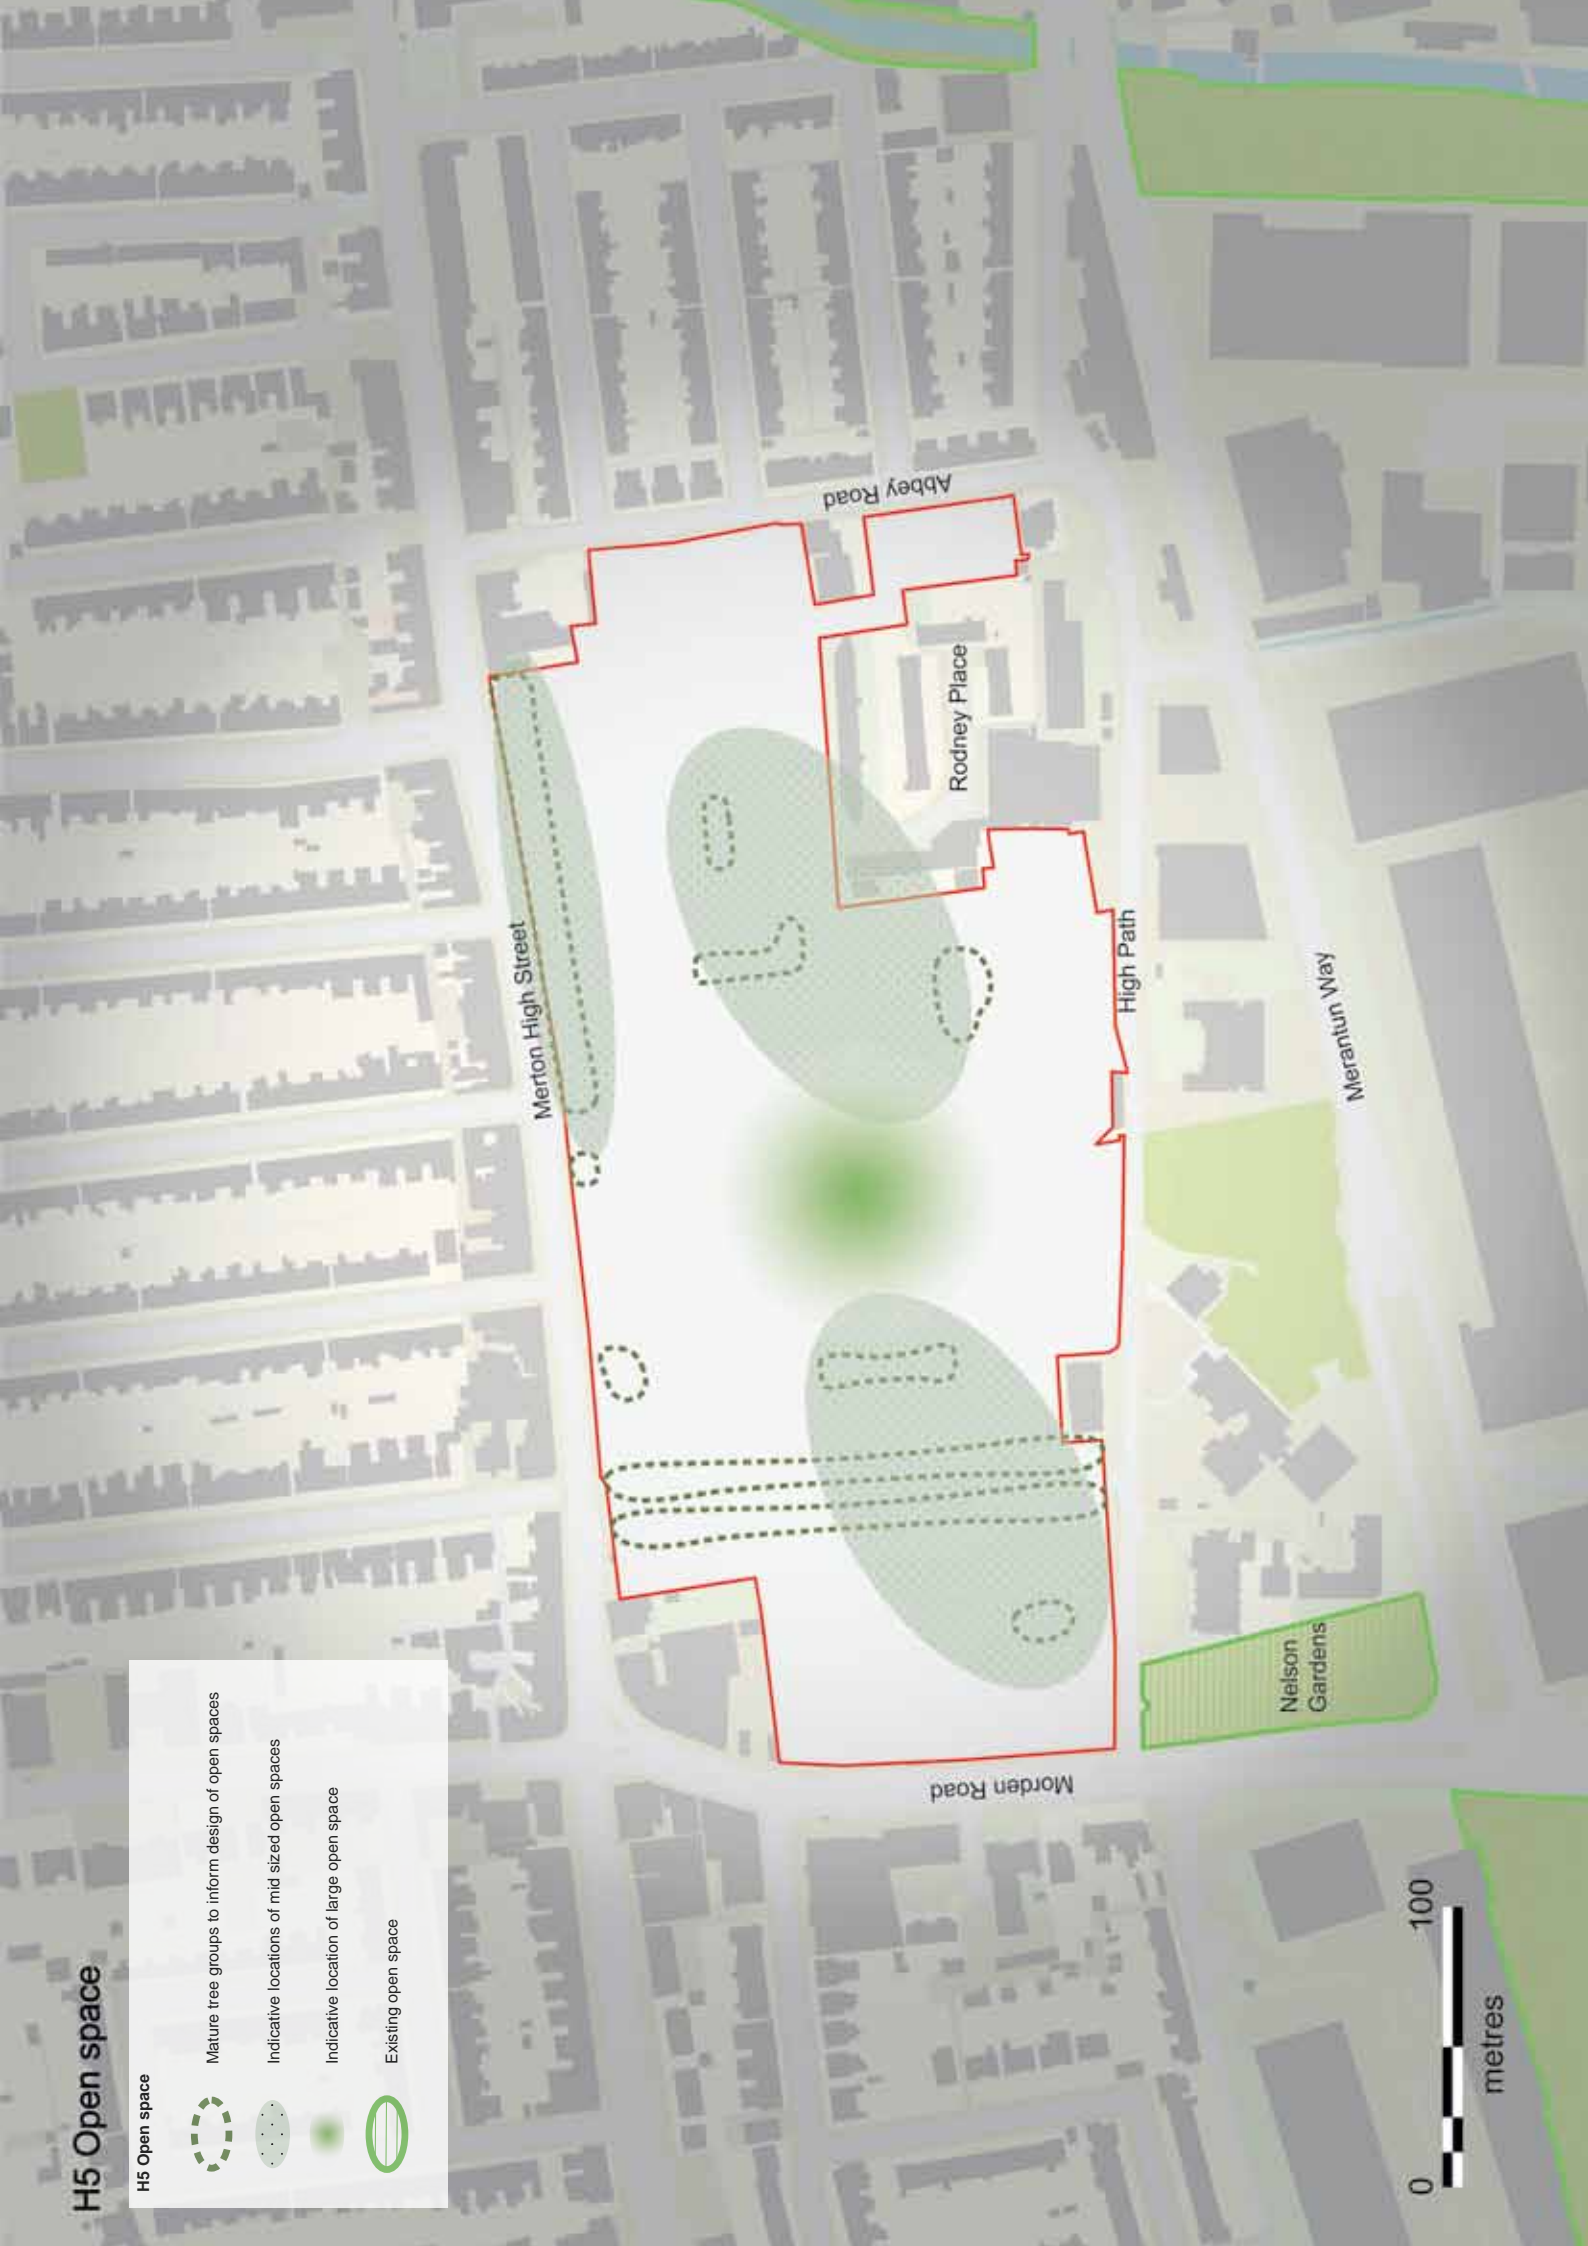 H5 Open space
H5 Open space
Mature tree groups to inform design of open spaces
Indicative locations of mid sized open spaces
Indicative location of large open space
Existing open space
Merton High Street
Abbey Road
Rodney Place
High Path
Merantun Way
Morden Road
Nelson
Gardens
0
100
metres